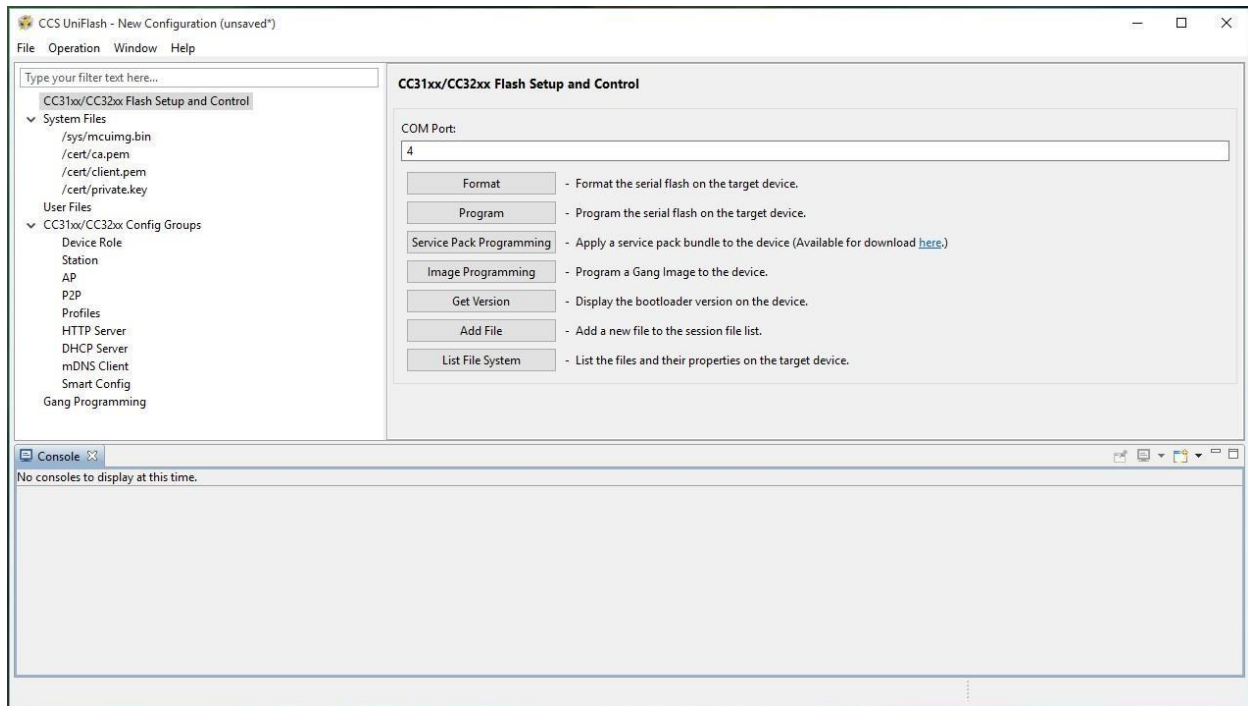 CCS UniFlash - New Configuration (unsaved*)
File Operation Window Help
Type your filter text here...
CC31xx/CC32xx Flash Setup and Control
System Files
/sys/mcuimg.bin
/cert/ca.pem
/cert/client.pem
/cert/private.key
User Files
CC31xx/CC32xx Config Groups
Device Role
Station
AP
P2P
Profiles
HTTP Server
DHCP Server
mDNS Client
Smart Config
Gang Programming
CC31xx/CC32xx Flash Setup and Control
COM Port:
4
Format - Format the serial flash on the target device.
Program - Program the serial flash on the target device.
Service Pack Programming - Apply a service pack bundle to the device (Available for download here.)
Image Programming - Program a Gang Image to the device.
Get Version - Display the bootloader version on the device.
Add File - Add a new file to the session file list.
List File System - List the files and their properties on the target device.
Console
No consoles to display at this time.